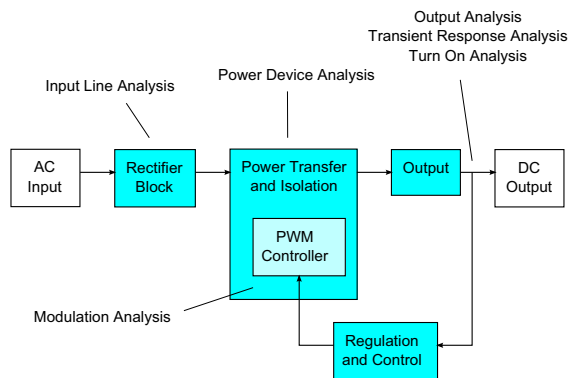 Output Analysis
Transient Response Analysis
Turn On Analysis
Power Device Analysis
Input Line Analysis
AC
Input
Rectifier
Block
Power Transfer
and Isolation
Output
DC
Output
PWM
Controller
Modulation Analysis
Regulation
and Control